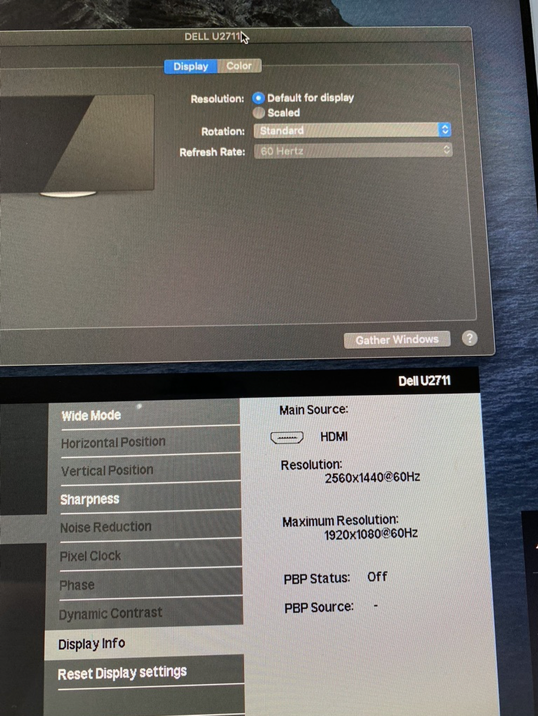 DELL U2711
Display Color
Resolution: Default for display
Scaled
Rotation: Standard
Refresh Rate: 60 Hertz
Gather Windows ?
Dell U2711
Wide Mode
Horizontal Position
Vertical Position
Sharpness
Noise Reduction
Pixel Clock
Phase
Dynamic Contrast
Display Info
Reset Display settings
Main Source:
HDMI
Resolution:
2560x1440@60Hz
Maximum Resolution:
1920x1080@60Hz
PBP Status: Off
PBP Source: -